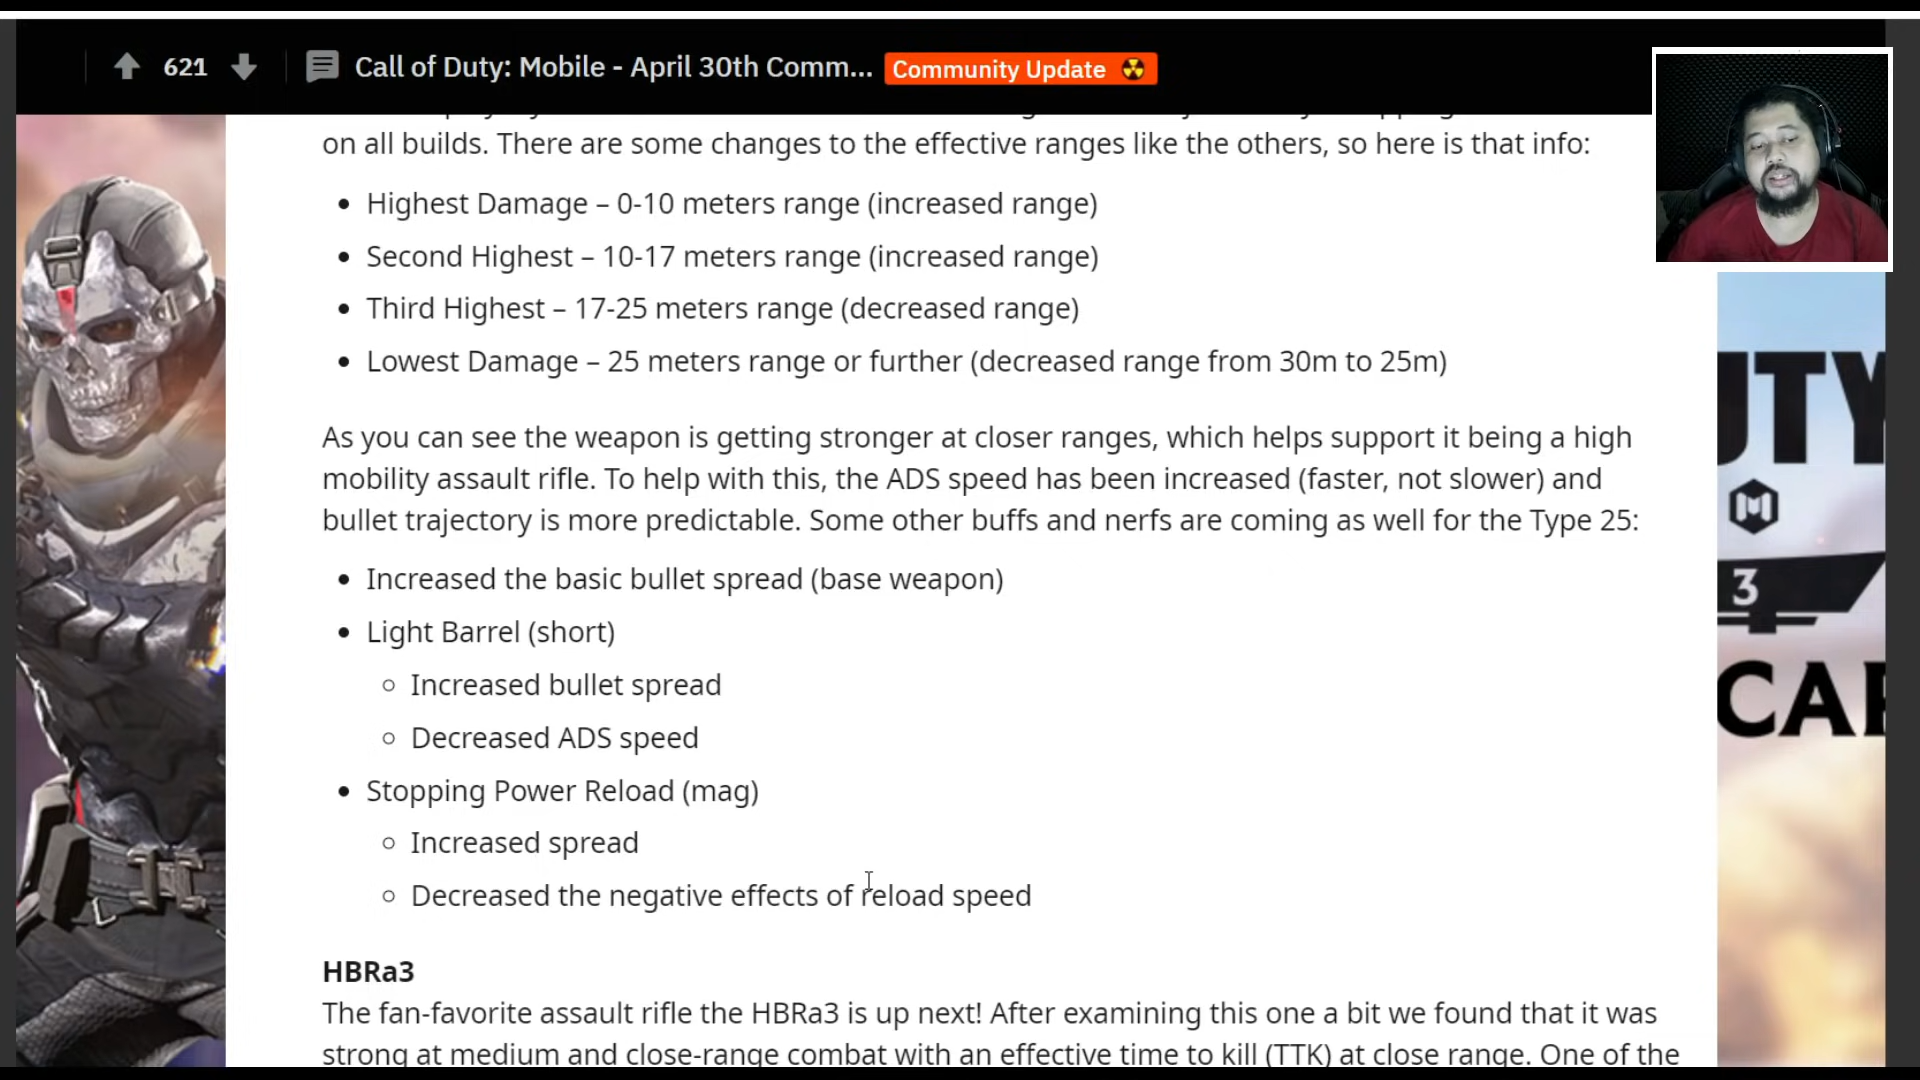 621
Call of Duty: Mobile - April 30th Comm...
Community Update
on all builds. There are some changes to the effective ranges like the others, so here is that info:
• Highest Damage – 0-10 meters range (increased range)
• Second Highest – 10-17 meters range (increased range)
• Third Highest – 17-25 meters range (decreased range)
• Lowest Damage – 25 meters range or further (decreased range from 30m to 25m)
As you can see the weapon is getting stronger at closer ranges, which helps support it being a high
mobility assault rifle. To help with this, the ADS speed has been increased (faster, not slower) and
bullet trajectory is more predictable. Some other buffs and nerfs are coming as well for the Type 25:
• Increased the basic bullet spread (base weapon)
• Light Barrel (short)
◦ Increased bullet spread
◦ Decreased ADS speed
• Stopping Power Reload (mag)
◦ Increased spread
◦ Decreased the negative effects of reload speed
HBRa3
The fan-favorite assault rifle the HBRa3 is up next! After examining this one a bit we found that it was
strong at medium and close-range combat with an effective time to kill (TTK) at close range. One of the
UTY
3
CAP